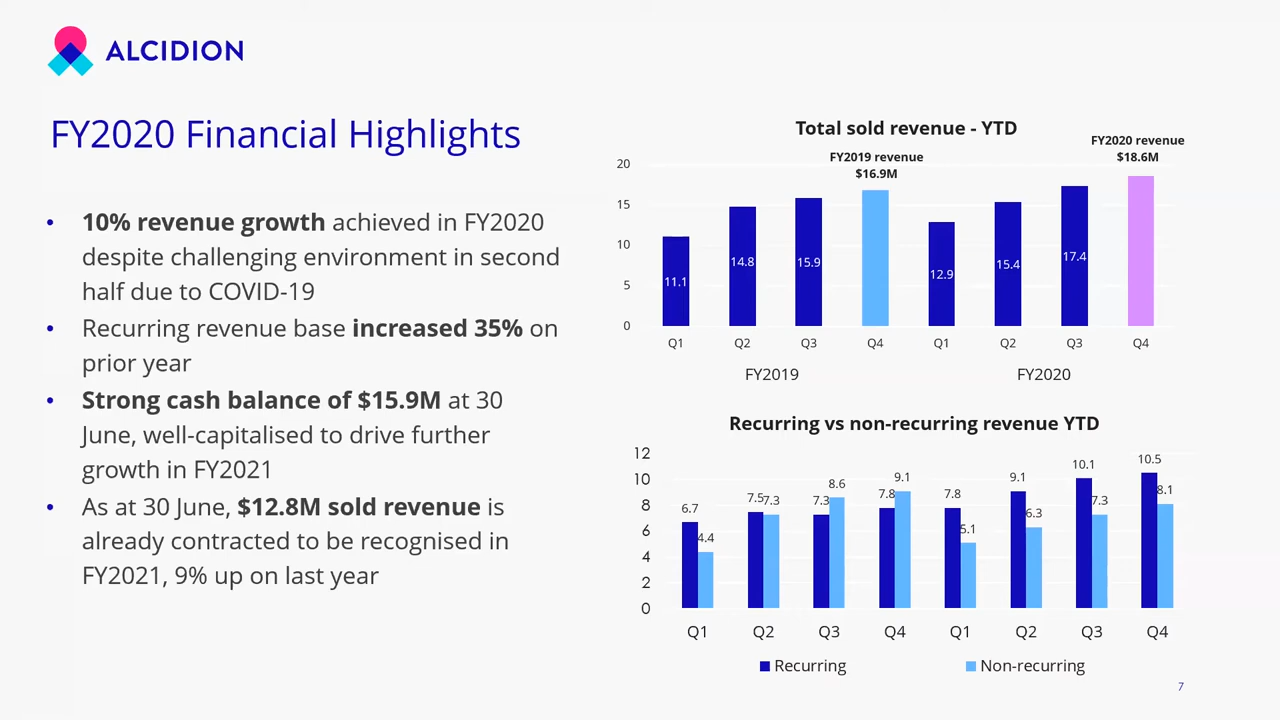 ALCIDION
FY2020 Financial Highlights
• 10% revenue growth achieved in FY2020
despite challenging environment in second
half due to COVID-19
• Recurring revenue base increased 35% on
prior year
• Strong cash balance of $15.9M at 30
June, well-capitalised to drive further
growth in FY2021
• As at 30 June, $12.8M sold revenue is
already contracted to be recognised in
FY2021, 9% up on last year
Total sold revenue - YTD
FY2019 revenue
$16.9M
FY2020 revenue
$18.6M
20
15
10
5
0
11.1 14.8 15.9 12.9 15.4 17.4
Q1 Q2 Q3 Q4 Q1 Q2 Q3 Q4
FY2019 FY2020
Recurring vs non-recurring revenue YTD
12
10
8
6
4
2
0
6.7 4.4 7.5 7.3 7.3 8.6 7.8 9.1 7.8 5.1 9.1 6.3 10.1 7.3 10.5 8.1
Q1 Q2 Q3 Q4 Q1 Q2 Q3 Q4
Recurring Non-recurring
7